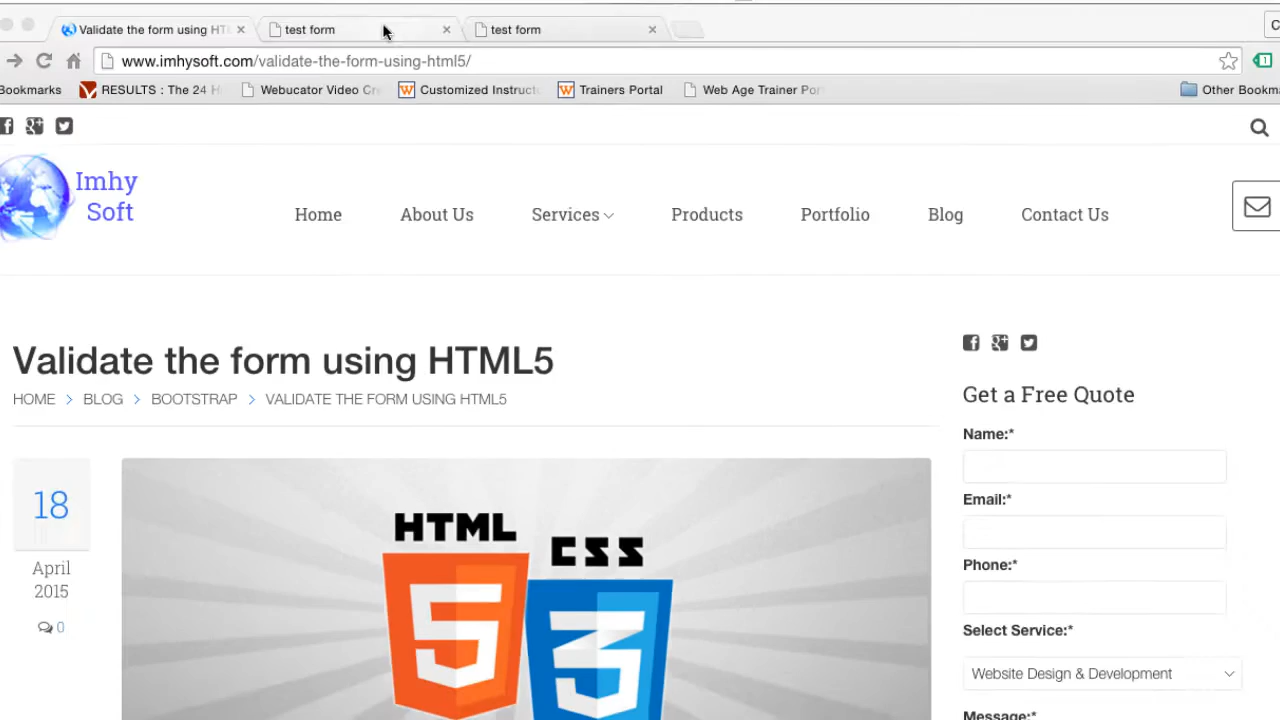 Validate the form using HT
test form
test form
www.imhysoft.com/validate-the-form-using-html5/
1
Bookmarks
RESULTS : The 24 H
Webucator Video Cre
Customized Instructo
Trainers Portal
Web Age Trainer Por
Other Bookma
Imhy
Soft
Home
About Us
Services
Products
Portfolio
Blog
Contact Us
Validate the form using HTML5
HOME > BLOG > BOOTSTRAP > VALIDATE THE FORM USING HTML5
18
April
2015
0
HTML
CSS
5
3
Get a Free Quote
Name:*
Email:*
Phone:*
Select Service:*
Website Design & Development
Message:*